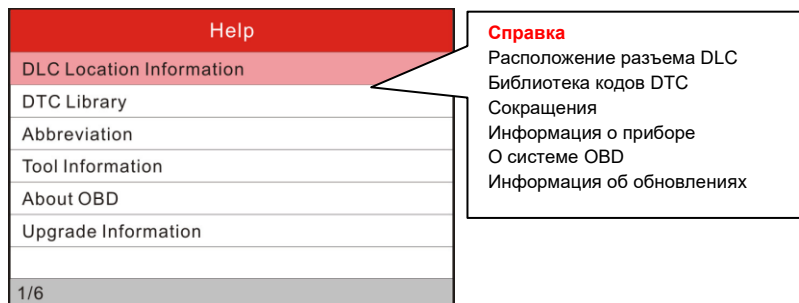 Help
DLC Location Information
DTC Library
Abbreviation
Tool Information
About OBD
Upgrade Information
1/6
Справка
Расположение разъема DLC
Библиотека кодов DTC
Сокращения
Информация о приборе
О системе OBD
Информация об обновлениях